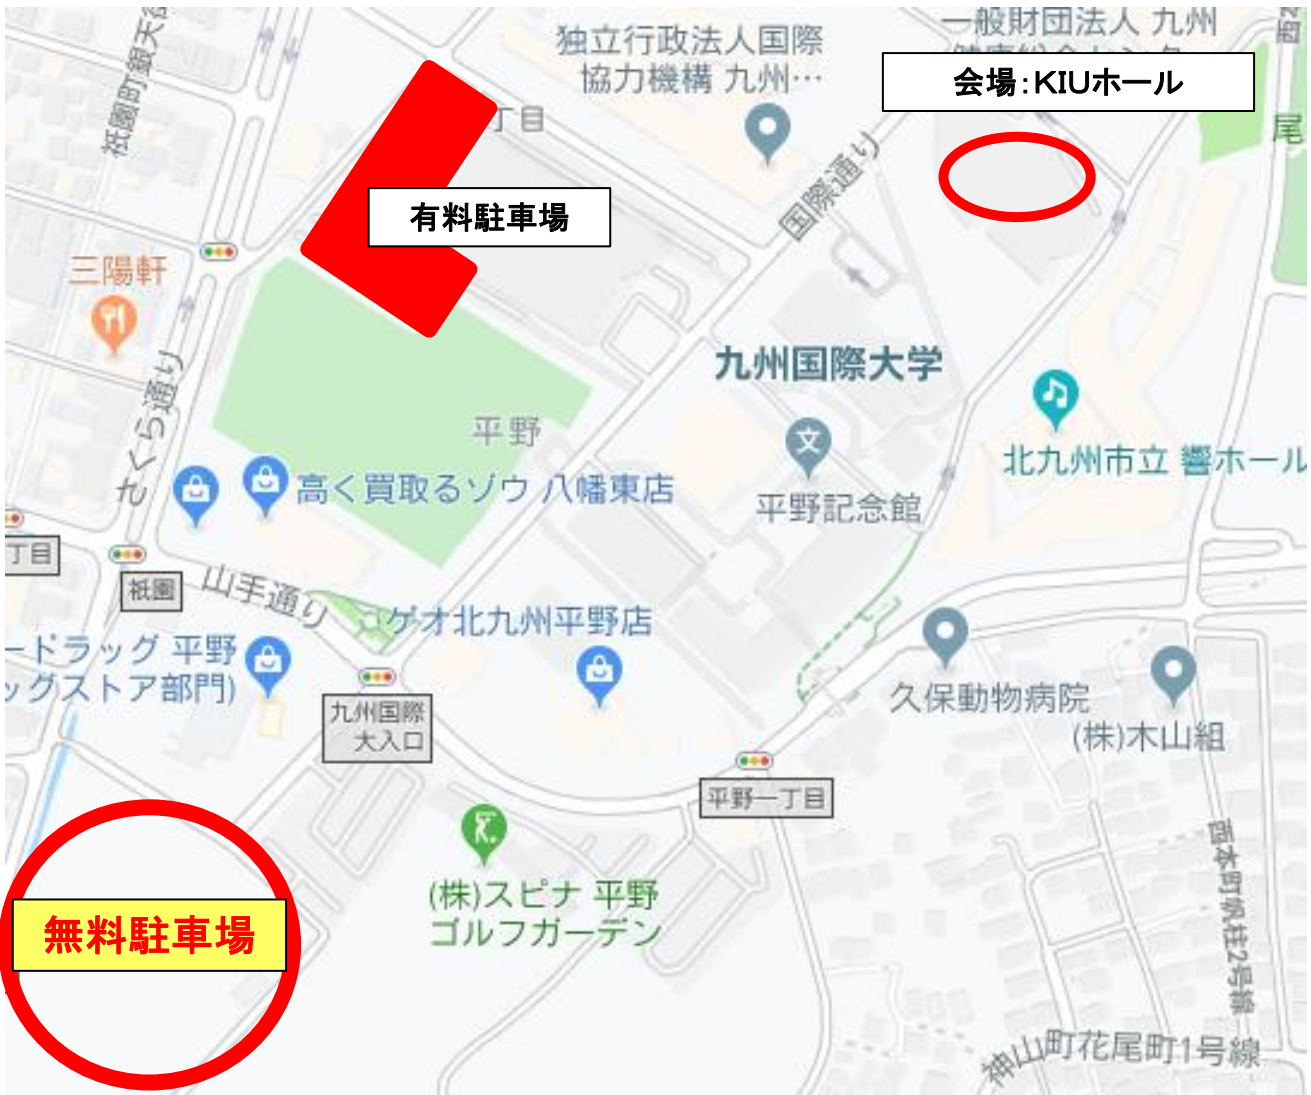 独立行政法人国際
協力機構 九州…
一般財団法人 九州
会場:KIUホール
祇園町銀天街
丁目
国際通り
尾
有料駐車場
三陽軒
さくら通り
九州国際大学
平野
高く買取るゾウ 八幡東店
平野記念館
北九州市立 響ホール
丁目
祇園
山手通り
ゲオ北九州平野店
ードラッグ 平野
ッグストア部門)
九州国際
大入口
久保動物病院
(株)木山組
平野一丁目
(株)スピナ 平野
ゴルフガーデン
無料駐車場
西本町帆柱2号線
神山町花尾町1号線